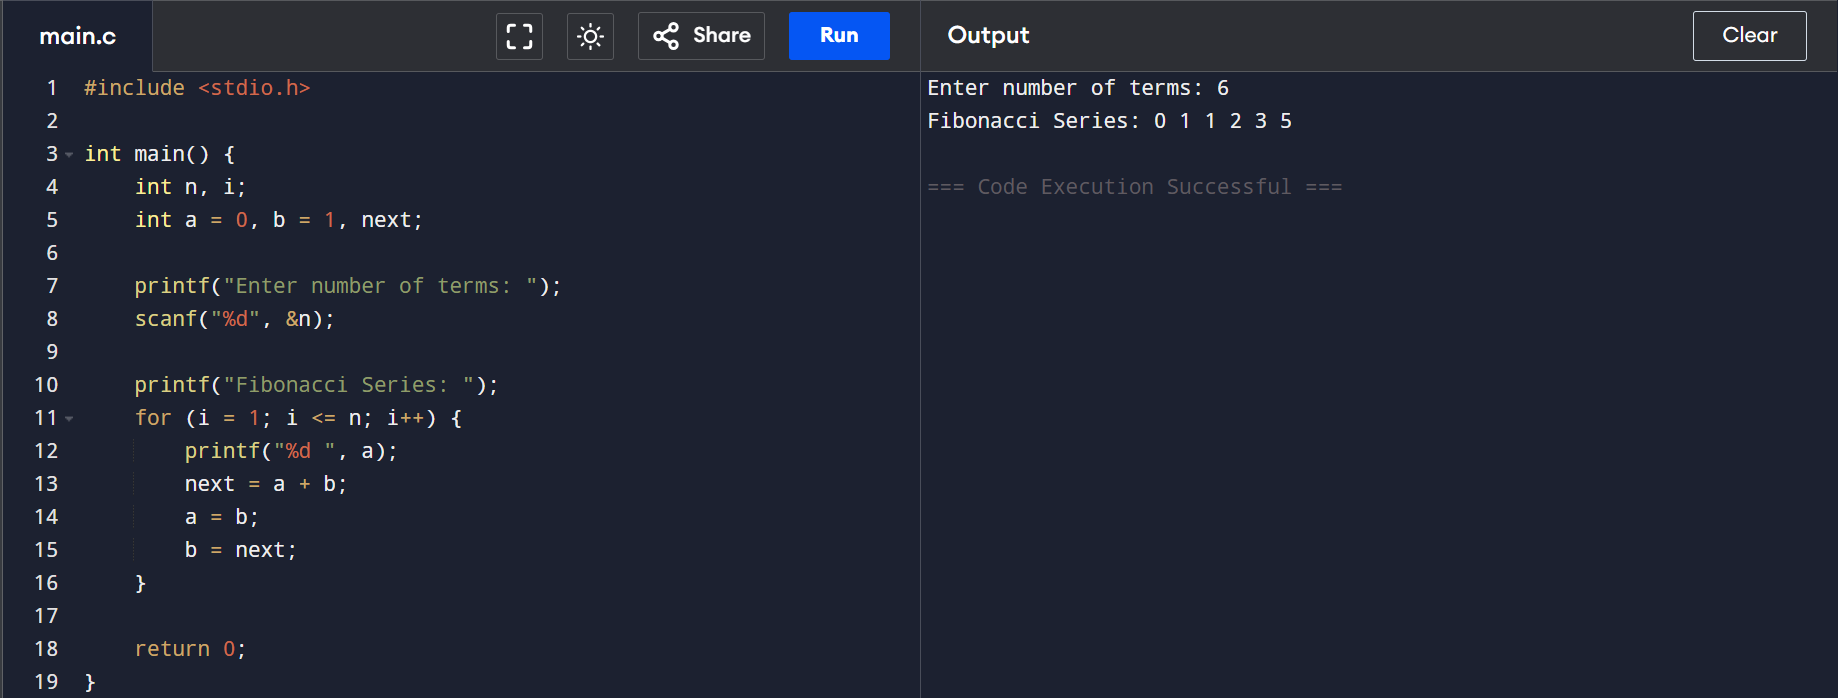 main.c
Share
Run
1 #include <stdio.h>
2
3 int main() {
4     int n, i;
5     int a = 0, b = 1, next;
6
7     printf("Enter number of terms: ");
8     scanf("%d", &n);
9
10     printf("Fibonacci Series: ");
11     for (i = 1; i <= n; i++) {
12         printf("%d ", a);
13         next = a + b;
14         a = b;
15         b = next;
16     }
17
18     return 0;
19 }
Output
Clear
Enter number of terms: 6
Fibonacci Series: 0 1 1 2 3 5
=== Code Execution Successful ===